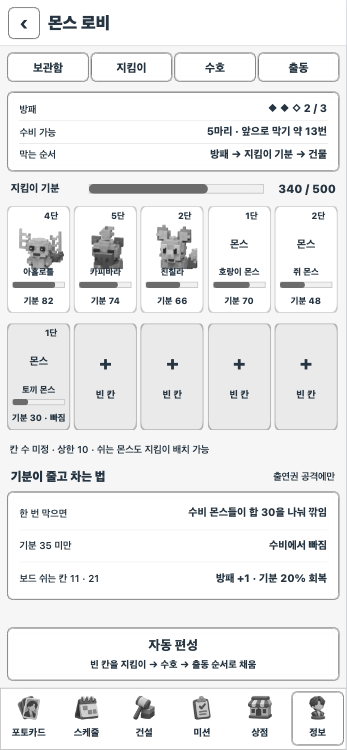 몬스 로비
보관함 지킴이 수호 출동
방패 ◆ ◆ ◇ 2 / 3
수비 가능 5마리 · 앞으로 막기 약 13번
막는 순서 방패 → 지킴이 기분 → 건물
지킴이 기분 340 / 500
4단 5단 2단 1단 2단
몬스 몬스
아홀로틀 카피바라 친칠라 호랑이 몬스 쥐 몬스
기분 82 기분 74 기분 66 기분 70 기분 48
1단
몬스 + + + +
토끼 몬스 빈 칸 빈 칸 빈 칸 빈 칸
기분 30 · 빠짐
칸 수 미정 · 상한 10 · 쉬는 몬스도 지킴이 배치 가능
기분이 줄고 차는 법 출연권 공격에만
한 번 막으면 수비 몬스들이 합 30을 나눠 깎임
기분 35 미만 수비에서 빠짐
보드 쉬는 칸 11 · 21 방패 +1 · 기분 20% 회복
자동 편성
빈 칸을 지킴이 → 수호 → 출동 순서로 채움
포토카드 스케줄 건설 미션 상점 정보